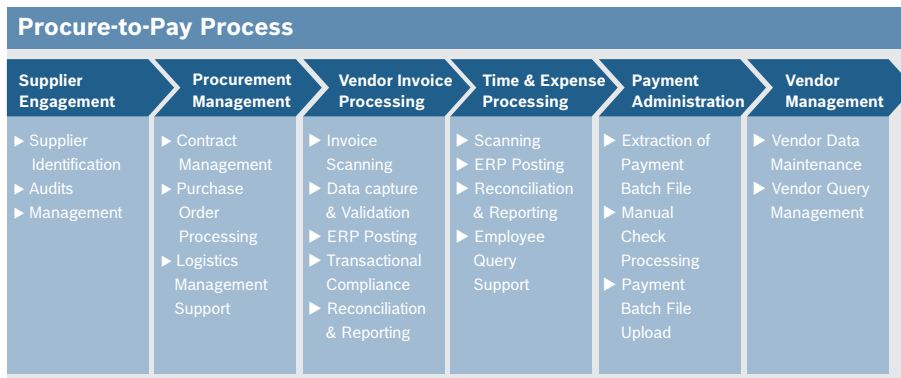 Procure-to-Pay Process
Supplier
Engagement
▶ Supplier
Identification
▶ Audits
▶ Management
Procurement
Management
▶ Contract
Management
▶ Purchase
Order
Processing
▶ Logistics
Management
Support
Vendor Invoice
Processing
▶ Invoice
Scanning
▶ Data capture
& Validation
▶ ERP Posting
▶ Transactional
Compliance
▶ Reconciliation
& Reporting
Time & Expense
Processing
▶ Scanning
▶ ERP Posting
▶ Reconciliation
& Reporting
▶ Employee
Query
Support
Payment
Administration
▶ Extraction of
Payment
Batch File
▶ Manual
Check
Processing
▶ Payment
Batch File
Upload
Vendor
Management
▶ Vendor Data
Maintenance
▶ Vendor Query
Management